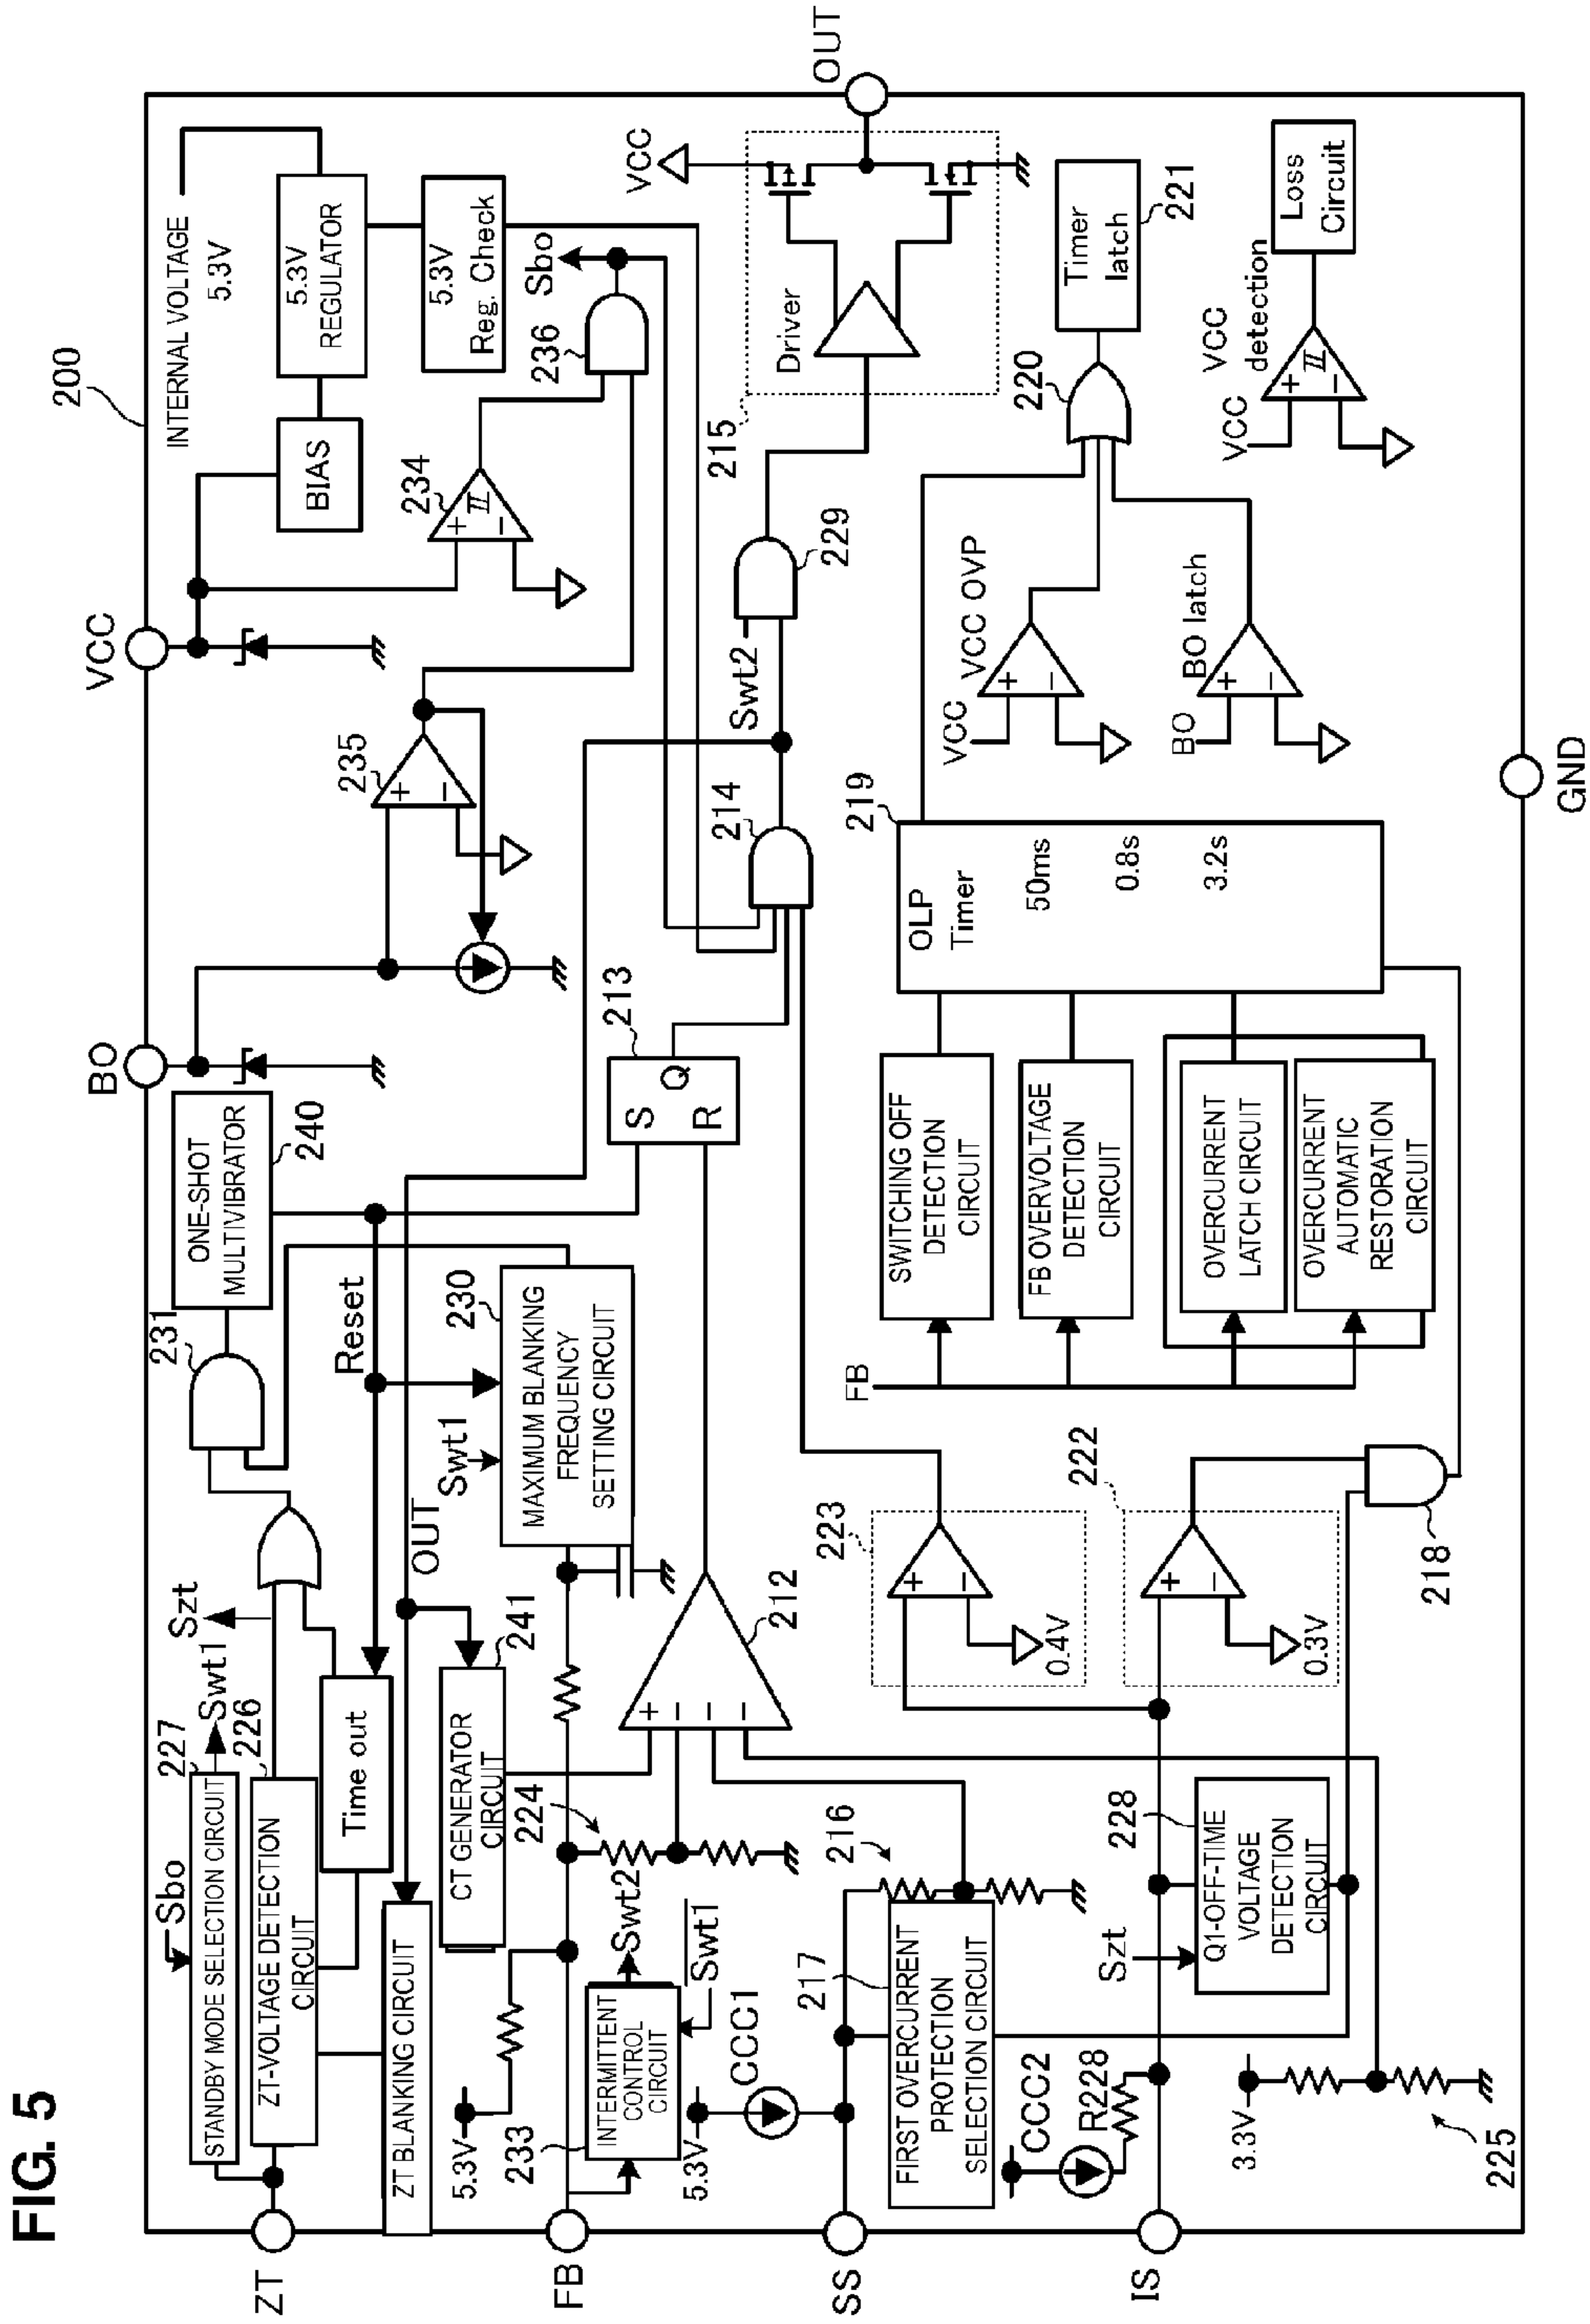 FIG. 5
200
ZT
FB
SS
IS
BO
VCC
OUT
GND
Sbo
227
STANDBY MODE SELECTION CIRCUIT
Swt1
Szt
226
ZT-VOLTAGE DETECTION
CIRCUIT
Time out
ZT BLANKING CIRCUIT
231
ONE-SHOT
MULTIVIBRATOR
240
Reset
OUT
241
CT GENERATOR
CIRCUIT
Swt1
230
MAXIMUM BLANKING
FREQUENCY
SETTING CIRCUIT
5.3V
224
Swt2
233
INTERMITTENT
CONTROL
CIRCUIT
Swt1
5.3V
CCC1
+
−
−
−
212
213
S
Q
R
214
235
+
−
234
+
−
BIAS
INTERNAL VOLTAGE
5.3V
5.3V
REGULATOR
5.3V
Reg. Check
236
Sbo
Swt2
229
215
Driver
VCC
216
217
FIRST OVERCURRENT
PROTECTION
SELECTION CIRCUIT
223
+
−
0.4V
222
+
−
0.3V
218
CCC2
R228
Szt
228
Q1-OFF-TIME
VOLTAGE
DETECTION
CIRCUIT
3.3V
225
FB
SWITCHING OFF
DETECTION
CIRCUIT
FB OVERVOLTAGE
DETECTION
CIRCUIT
OVERCURRENT
LATCH CIRCUIT
OVERCURRENT
AUTOMATIC
RESTORATION
CIRCUIT
219
OLP
Timer
50ms
0.8s
3.2s
VCC
VCC OVP
+
−
BO
BO latch
+
−
220
Timer
latch
221
VCC
VCC
detection
+
−
Loss
Circuit